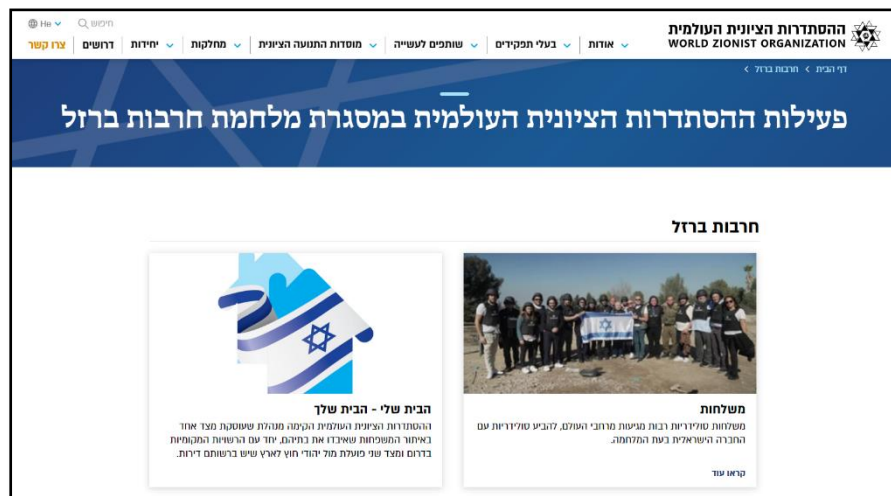 ההסתדרות הציונית העולמית
WORLD ZIONIST ORGANIZATION
He
חיפוש
אודות
בעלי תפקידים
שותפים לעשייה
מוסדות התנועה הציונית
מחלקות
יחידות
דרושים
צרו קשר
דף הבית > חרבות ברזל >
פעילות ההסתדרות הציונית העולמית במסגרת מלחמת חרבות ברזל
חרבות ברזל
משלחות
משלחות סולידריות רבות מגיעות מרחבי העולם, להביע סולידריות עם
החברה הישראלית בעת המלחמה.
קראו עוד
הבית שלי - הבית שלך
ההסתדרות הציונית העולמית הקימה מנהלת שעוסקת מצד אחד
באיתור המשפחות שאיבדו את בתיהם, יחד עם הרשויות המקומיות
בדרום ומצד שני פועלת מול יהודי חוץ לארץ שיש ברשותם דירות.